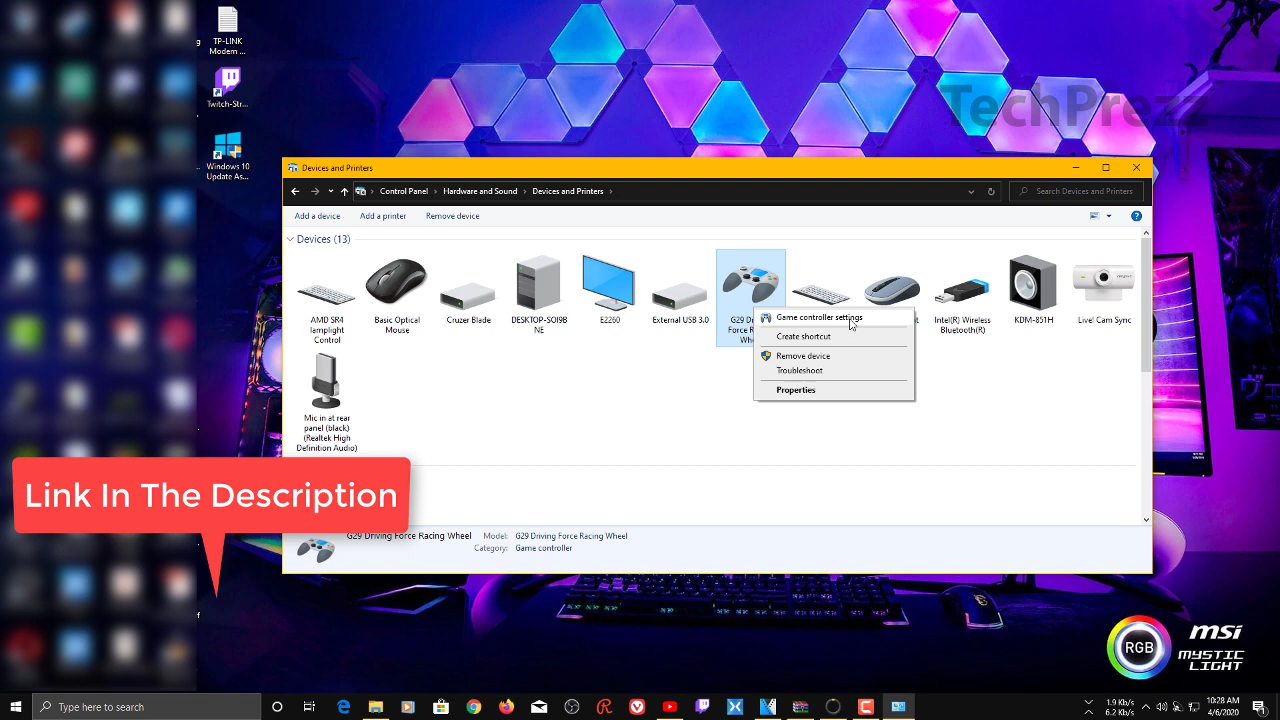 TP-LINK
Modem ...
Twitch-Str...
Windows 10
Update As...
TechPrezz
Devices and Printers
Control Panel
Hardware and Sound
Devices and Printers
Search Devices and Printers
Add a device
Add a printer
Remove device
Devices (13)
AMD SR4
lamplight
Control
Basic Optical
Mouse
Cruzer Blade
DESKTOP-SOI9B
NE
E2260
External USB 3.0
G29 D
Force R
Whe
Intel(R) Wireless
Bluetooth(R)
KDM-851H
Live! Cam Sync
Game controller settings
Create shortcut
Remove device
Troubleshoot
Properties
Mic in at rear
panel (black)
(Realtek High
Definition Audio)
Link In The Description
G29 Driving Force Racing Wheel
Model: G29 Driving Force Racing Wheel
Category: Game controller
RGB
msi
MYSTIC
LIGHT
Type here to search
1.9 Kb/s
6.2 Kb/s
10:28 AM
4/6/2020
1